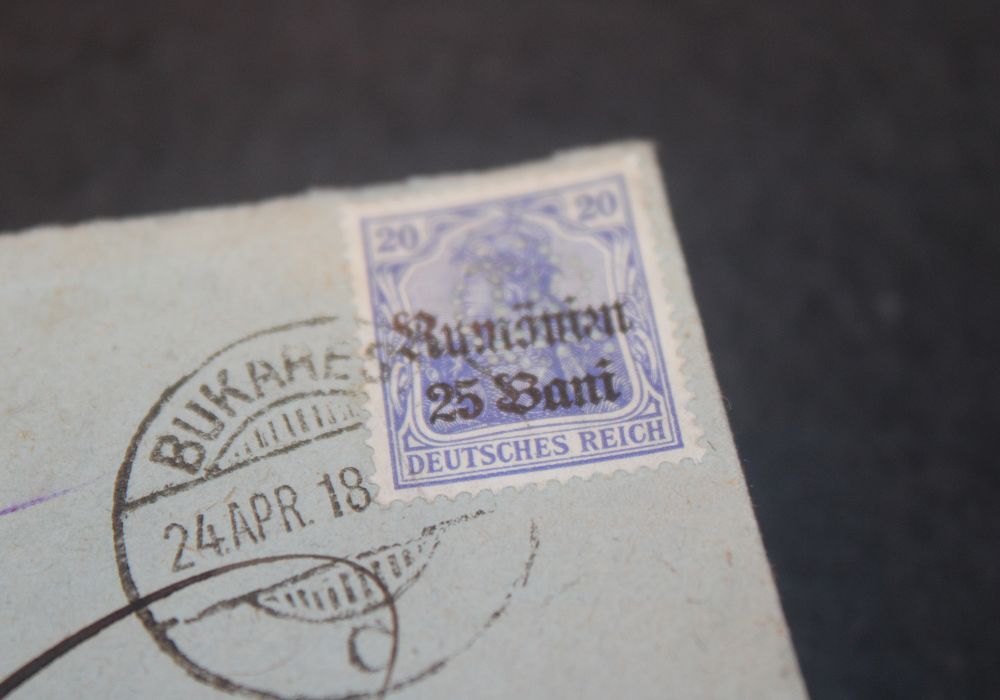 20 20
Rumänien
25 Bani
DEUTSCHES REICH
BUKARES
24.APR. 18
C